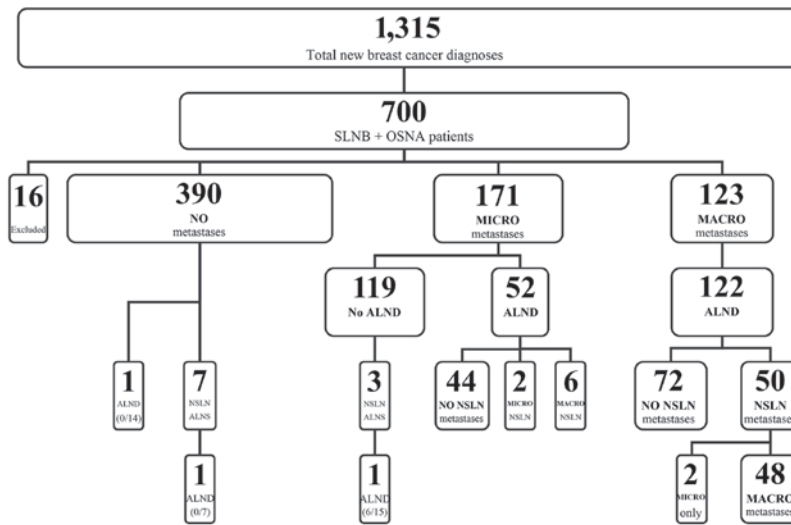 1,315
Total new breast cancer diagnoses
700
SLNB + OSNA patients
16
Excluded
390
NO
metastases
171
MICRO
metastases
123
MACRO
metastases
119
No ALND
52
ALND
122
ALND
1
ALND
(0/14)
7
NSLN
ALNS
3
NSLN
ALNS
44
NO NSLN
metastases
2
MICRO
NSLN
6
MACRO
NSLN
72
NO NSLN
metastases
50
NSLN
metastases
1
ALND
(0/7)
1
ALND
(6/15)
2
MICRO
only
48
MACRO
metastases